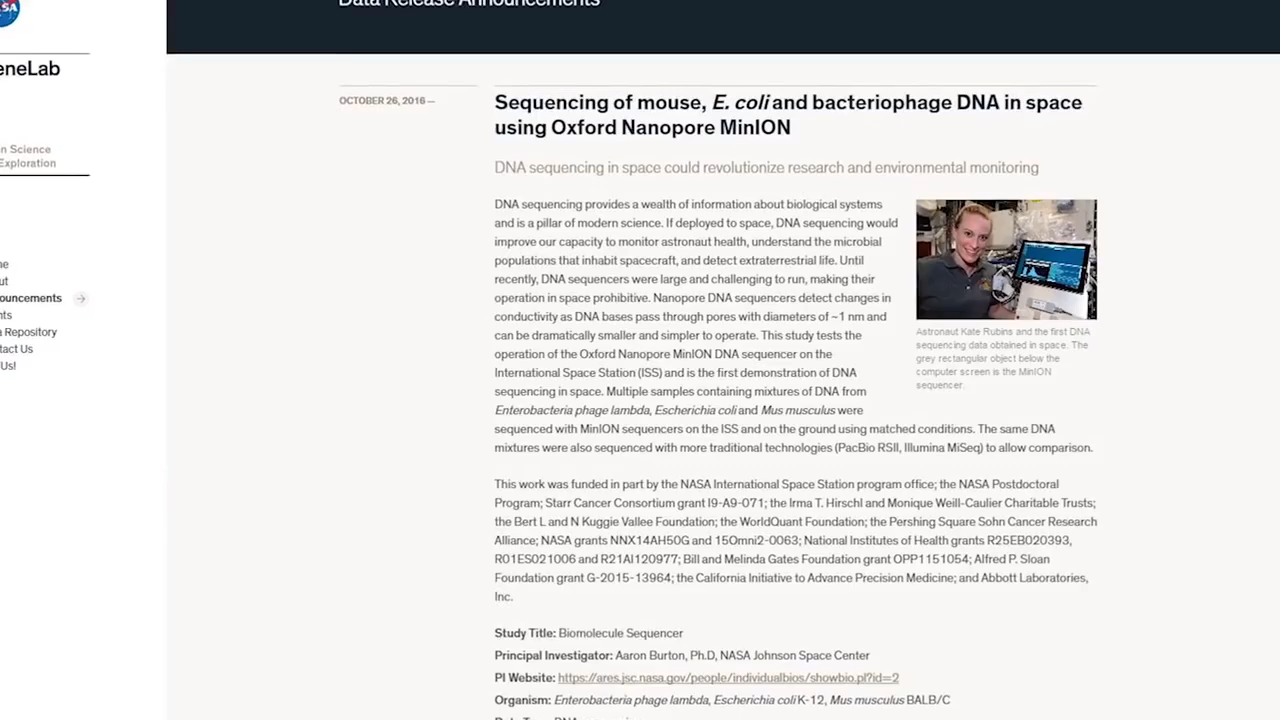 Data Release Announcements
SA
eneLab
n Science
Exploration
me
ut
ouncements
nts
a Repository
tact Us
Us!
OCTOBER 26, 2016 —
Sequencing of mouse, E. coli and bacteriophage DNA in space
using Oxford Nanopore MinION
DNA sequencing in space could revolutionize research and environmental monitoring
DNA sequencing provides a wealth of information about biological systems
and is a pillar of modern science. If deployed to space, DNA sequencing would
improve our capacity to monitor astronaut health, understand the microbial
populations that inhabit spacecraft, and detect extraterrestrial life. Until
recently, DNA sequencers were large and challenging to run, making their
operation in space prohibitive. Nanopore DNA sequencers detect changes in
conductivity as DNA bases pass through pores with diameters of ~1 nm and
can be dramatically smaller and simpler to operate. This study tests the
operation of the Oxford Nanopore MinION DNA sequencer on the
International Space Station (ISS) and is the first demonstration of DNA
sequencing in space. Multiple samples containing mixtures of DNA from
Enterobacteria phage lambda, Escherichia coli and Mus musculus were
sequenced with MinION sequencers on the ISS and on the ground using matched conditions. The same DNA
mixtures were also sequenced with more traditional technologies (PacBio RSII, Illumina MiSeq) to allow comparison.
Astronaut Kate Rubins and the first DNA
sequencing data obtained in space. The
grey rectangular object below the
computer screen is the MinION
sequencer.
This work was funded in part by the NASA International Space Station program office; the NASA Postdoctoral
Program; Starr Cancer Consortium grant I9-A9-071; the Irma T. Hirschl and Monique Weill-Caulier Charitable Trusts;
the Bert L and N Kuggie Vallee Foundation; the WorldQuant Foundation; the Pershing Square Sohn Cancer Research
Alliance; NASA grants NNX14AH50G and 15Omni2-0063; National Institutes of Health grants R25EB020393,
R01ES021006 and R21AI120977; Bill and Melinda Gates Foundation grant OPP1151054; Alfred P. Sloan
Foundation grant G-2015-13964; the California Initiative to Advance Precision Medicine; and Abbott Laboratories,
Inc.
Study Title: Biomolecule Sequencer
Principal Investigator: Aaron Burton, Ph.D, NASA Johnson Space Center
PI Website: https://ares.jsc.nasa.gov/people/individualbios/showbio.pl?id=2
Organism: Enterobacteria phage lambda, Escherichia coli K-12, Mus musculus BALB/C